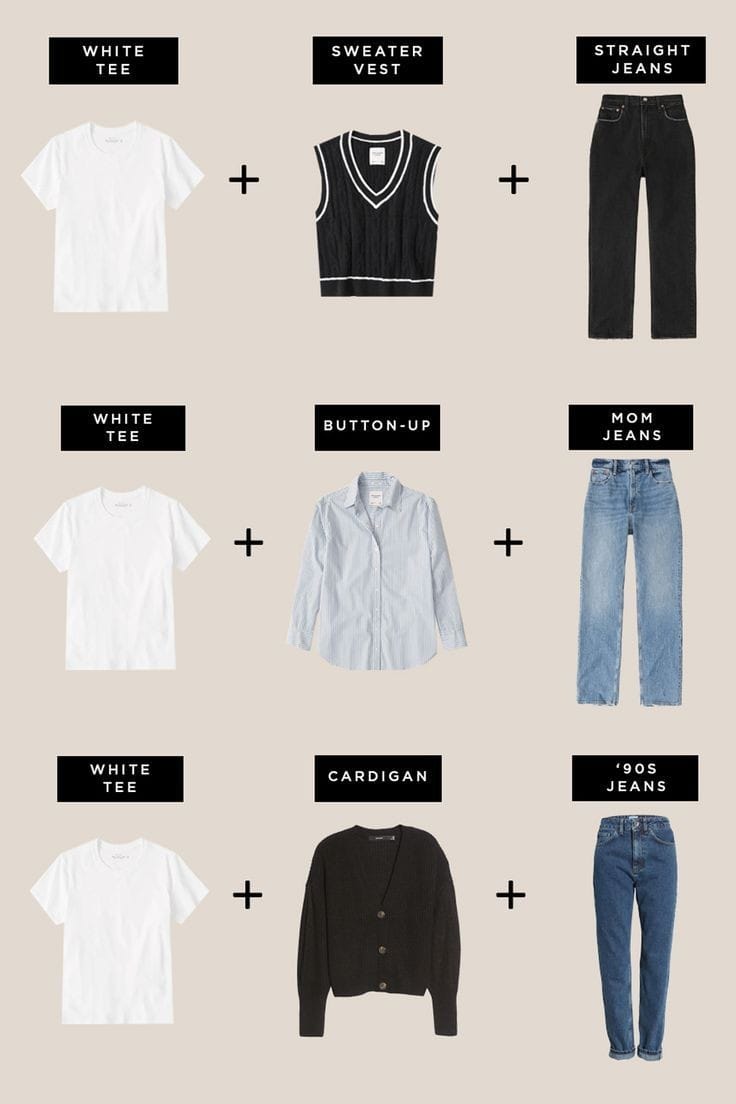 WHITE
TEE
SWEATER
VEST
STRAIGHT
JEANS
WHITE
TEE
BUTTON-UP
MOM
JEANS
WHITE
TEE
CARDIGAN
‘90S
JEANS